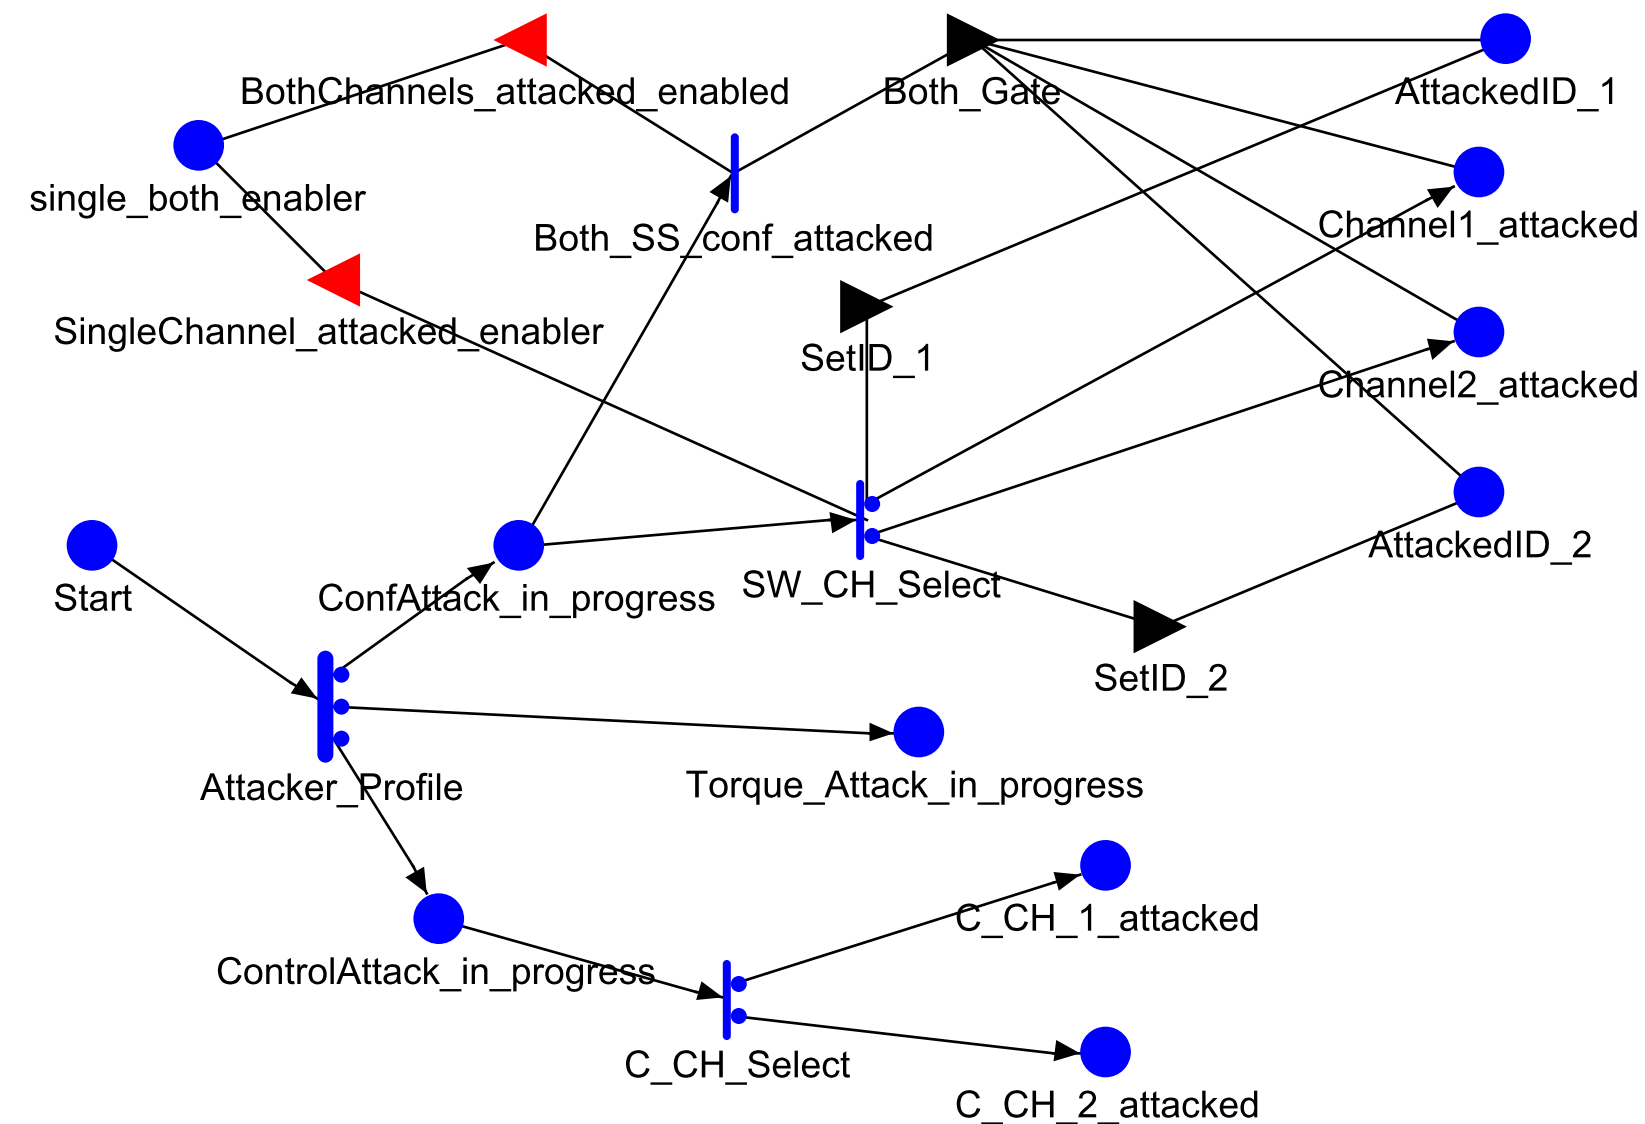 BothChannels_attacked_enabled
Both_Gate
AttackedID_1
single_both_enabler
Channel1_attacked
Both_SS_conf_attacked
SingleChannel_attacked_enabler
SetID_1
Channel2_attacked
AttackedID_2
SW_CH_Select
Start
ConfAttack_in_progress
SetID_2
Attacker_Profile
Torque_Attack_in_progress
C_CH_1_attacked
ControlAttack_in_progress
C_CH_Select
C_CH_2_attacked